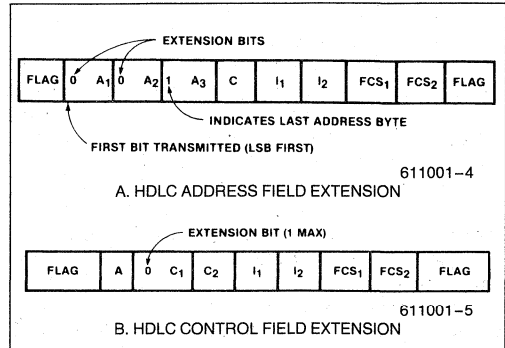 EXTENSION BITS
FLAG 0 A1 0 A2 1 A3 C I1 I2 FCS1 FCS2 FLAG
INDICATES LAST ADDRESS BYTE
FIRST BIT TRANSMITTED (LSB FIRST)
611001–4
A. HDLC ADDRESS FIELD EXTENSION
EXTENSION BIT (1 MAX)
FLAG A 0 C1 C2 I1 I2 FCS1 FCS2 FLAG
611001–5
B. HDLC CONTROL FIELD EXTENSION